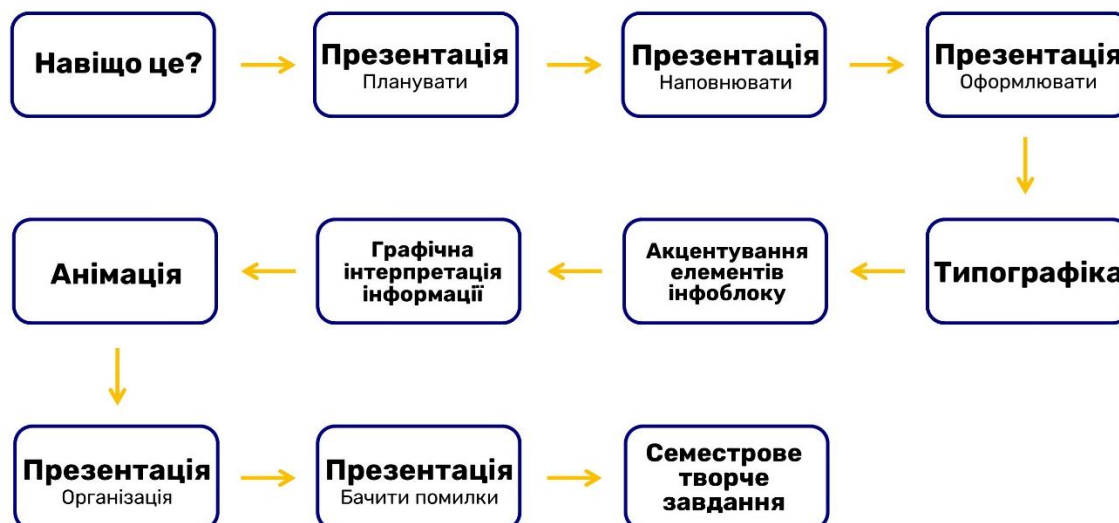 Навіщо це?
Презентація
Планувати
Презентація
Наповнювати
Презентація
Оформлювати
Типографіка
Акцентування
елементів
інфоблоку
Графічна
інтерпретація
інформації
Анімація
Презентація
Організація
Презентація
Бачити помилки
Семестрове
творче
завдання